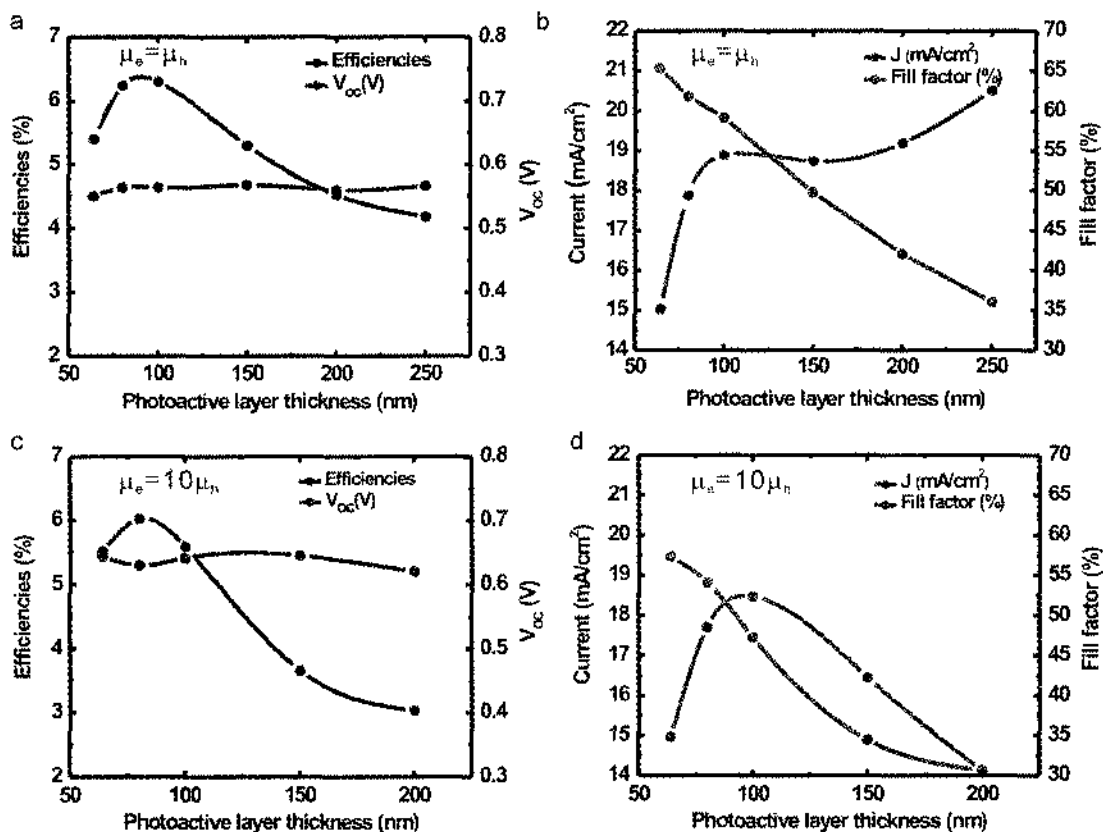 a
μe=μh
Efficiencies
Voc(V)
7
6
5
4
3
2
Efficiencies (%)
0.8
0.7
0.6
0.5
0.4
0.3
Voc (V)
50 100 150 200 250
Photoactive layer thickness (nm)
b
μe=μh
J (mA/cm²)
Fill factor (%)
22
21
20
19
18
17
16
15
14
Current (mA/cm²)
70
65
60
55
50
45
40
35
30
Fill factor (%)
50 100 150 200 250
Photoactive layer thickness (nm)
c
μe=10μh
Efficiencies
Voc(V)
7
6
5
4
3
2
Efficiencies (%)
0.8
0.7
0.6
0.5
0.4
0.3
Voc (V)
50 100 150 200
Photoactive layer thickness (nm)
d
μe=10μh
J (mA/cm²)
Fill factor (%)
22
21
20
19
18
17
16
15
14
Current (mA/cm²)
70
65
60
55
50
45
40
35
30
Fill factor (%)
50 100 150 200
Photoactive layer thickness (nm)